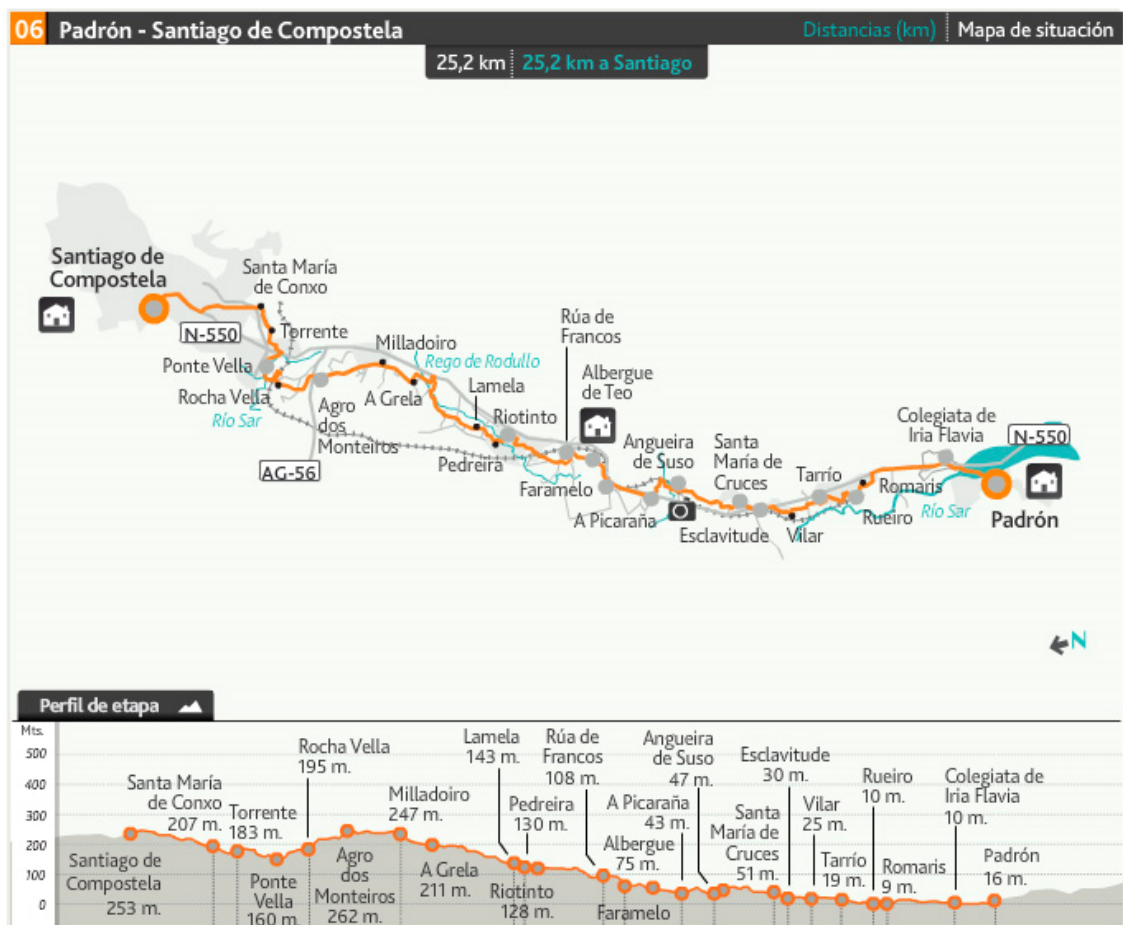 06 Padrón - Santiago de Compostela
Distancias (km) Mapa de situación
25,2 km 25,2 km a Santiago
Santiago de
Compostela
Santa María
de Conxo
N-550
Torrente
Ponte Vella
Rocha Vella
Río Sar
Agro
dos
Monteiros
AG-56
Milladoiro
A Grela
Rego de Rodullo
Lamela
Pedreira
Riotinto
Rúa de
Francos
Albergue
de Teo
Faramelo
A Picaraña
Angueira
de Suso
Santa
María de
Cruces
Esclavitude
Vilar
Tarrío
Rueiro
Romaris
Colegiata de
Iria Flavia
N-550
Río Sar
Padrón
N
Perfil de etapa
Mts.
500
400
300
200
100
0
Santiago de
Compostela
253 m.
Santa María
de Conxo
207 m.
Torrente
183 m.
Ponte
Vella
160 m.
Rocha Vella
195 m.
Agro
dos
Monteiros
262 m.
Milladoiro
247 m.
A Grela
211 m.
Lamela
143 m.
Pedreira
130 m.
Riotinto
128 m.
Rúa de
Francos
108 m.
Faramelo
Albergue
75 m.
A Picaraña
43 m.
Angueira
de Suso
47 m.
Santa
María de
Cruces
51 m.
Esclavitude
30 m.
Vilar
25 m.
Tarrío
19 m.
Rueiro
10 m.
Romaris
9 m.
Colegiata de
Iria Flavia
10 m.
Padrón
16 m.